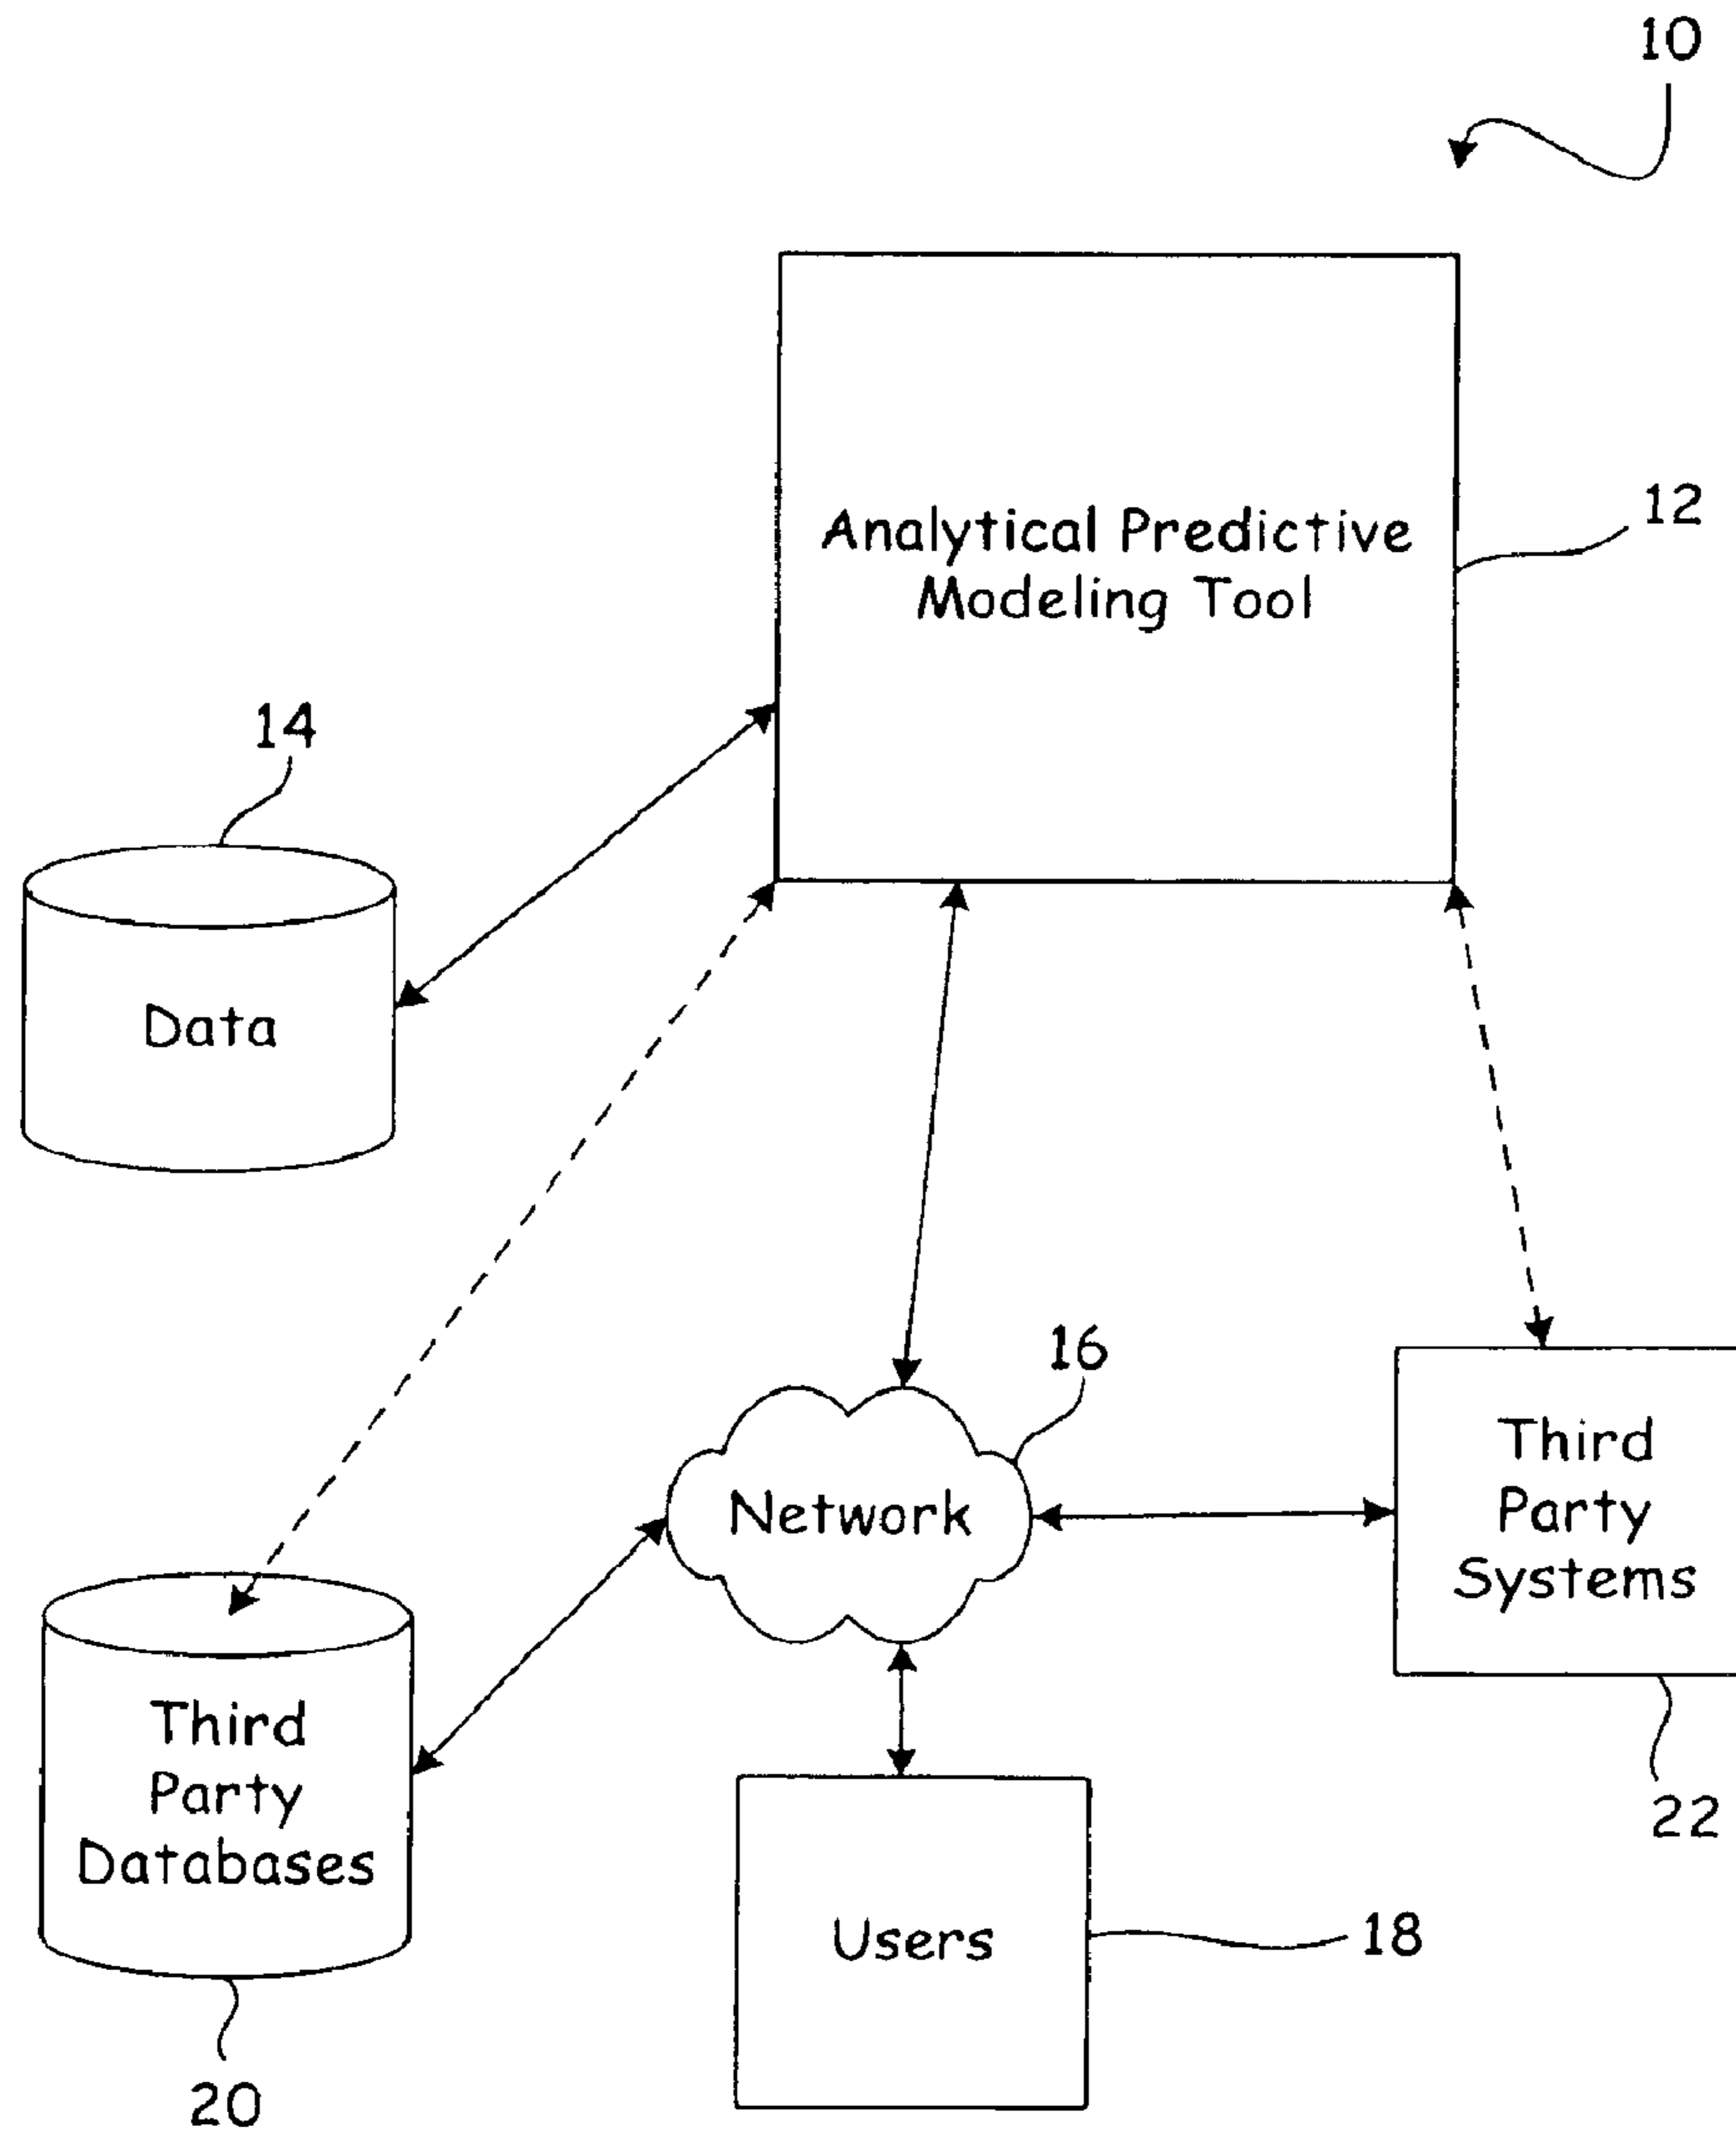 10
Analytical Predictive
Modeling Tool
12
14
Data
16
Network
Third
Party
Systems
22
Third
Party
Databases
20
Users
18